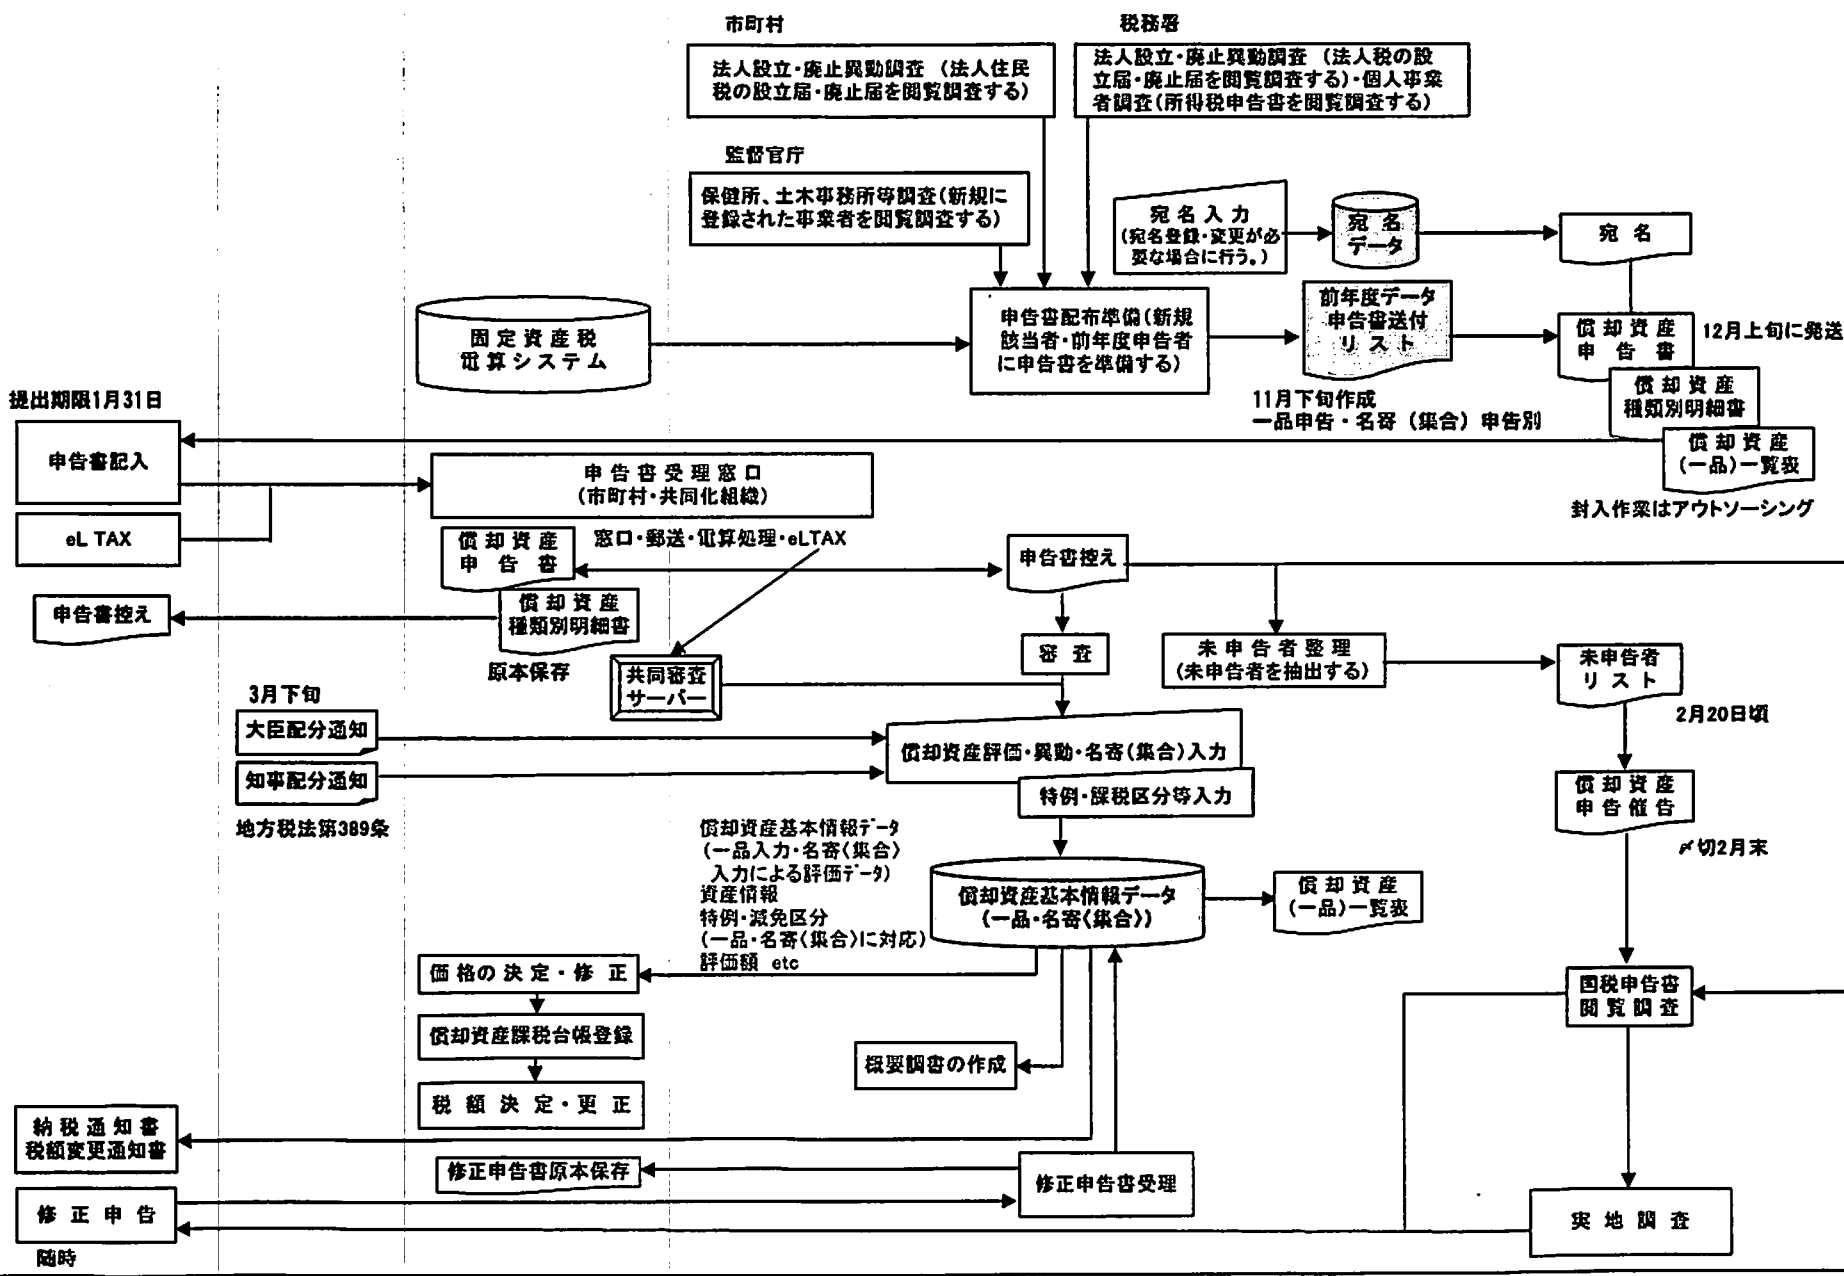 市町村
法人設立・廃止異動調査（法人住民
税の設立届・廃止届を閲覧調査する）
税務署
法人設立・廃止異動調査（法人税の設
立届・廃止届を閲覧調査する）・個人事業
者調査（所得税申告書を閲覧調査する）
監督官庁
保健所、土木事務所等調査（新規に
登録された事業者を閲覧調査する）
宛名入力
（宛名登録・変更が必
要な場合に行う。）
宛名
データ
宛名
固定資産税
電算システム
申告書配布準備（新規
該当者・前年度申告者
に申告書を準備する）
前年度データ
申告書送付
リスト
11月下旬作成
一品申告・名寄（集合）申告別
償却資産
申告書
12月上旬に発送
償却資産
種類別明細書
償却資産
（一品）一覧表
封入作業はアウトソーシング
提出期限1月31日
申告書記入
eL TAX
申告書受理窓口
（市町村・共同化組織）
窓口・郵送・電算処理・eLTAX
償却資産
申告書
償却資産
種類別明細書
原本保存
申告書控え
申告書控え
審査
共同審査
サーバー
未申告者整理
（未申告者を抽出する）
未申告者
リスト
2月20日頃
3月下旬
大臣配分通知
知事配分通知
地方税法第389条
償却資産評価・異動・名寄（集合）入力
特例・課税区分等入力
償却資産
申告催告
〆切2月末
償却資産基本情報データ
（一品入力・名寄〈集合〉
入力による評価データ）
資産情報
特例・減免区分
（一品・名寄〈集合〉に対応）
評価額 etc
償却資産基本情報データ
（一品・名寄〈集合〉）
償却資産
（一品）一覧表
価格の決定・修正
償却資産課税台帳登録
税額決定・更正
概要調書の作成
国税申告書
閲覧調査
納税通知書
税額変更通知書
修正申告書原本保存
修正申告書受理
修正申告
随時
実地調査